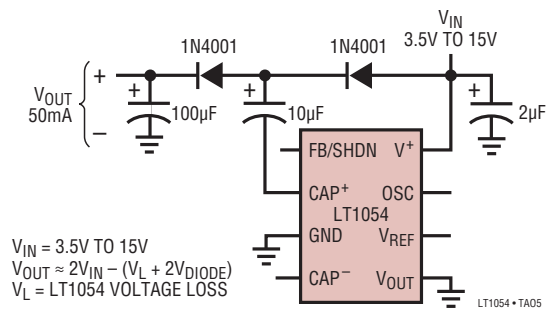 V_IN
3.5V TO 15V
1N4001
1N4001
+
V_OUT
50mA
–
+
100µF
+
10µF
+
2µF
FB/SHDN V⁺
CAP⁺ OSC
LT1054
GND V_REF
CAP⁻ V_OUT
V_IN = 3.5V TO 15V
V_OUT ≈ 2V_IN – (V_L + 2V_DIODE)
V_L = LT1054 VOLTAGE LOSS
LT1054 • TA05